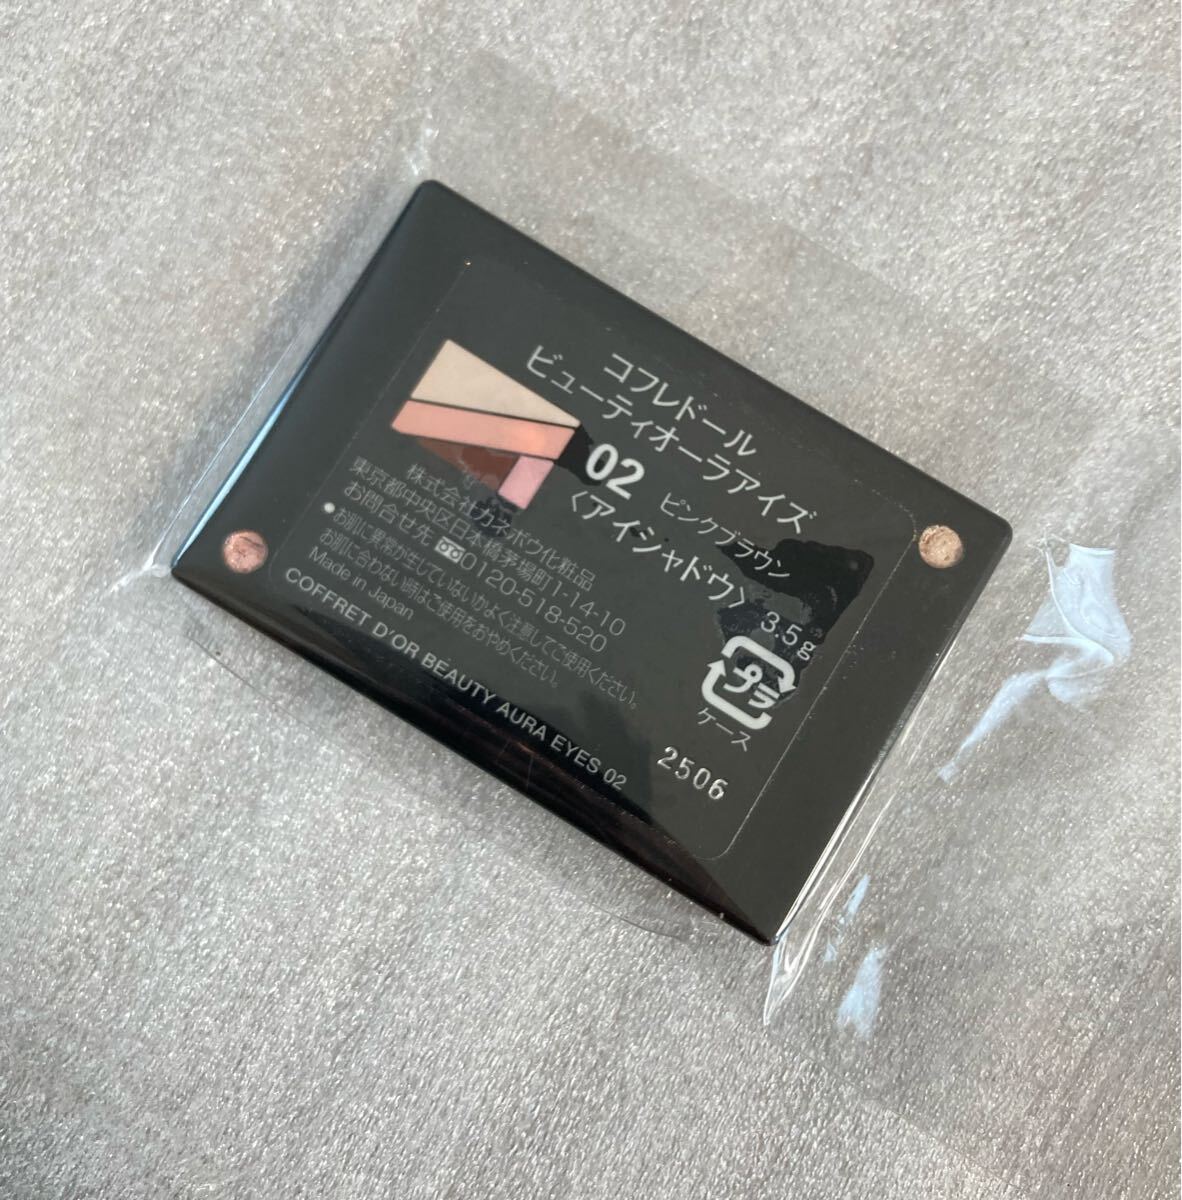 コフレドール
ビューティオーラアイズ
02 ピンクブラウン
〈アイシャドウ〉 3.5g
株式会社カネボウ化粧品
東京都中央区日本橋茅場町1-14-10
お問合せ先 0120-518-520
●お肌に異常が生じていないかよく注意してご使用ください。
お肌に合わない時はご使用をおやめください。
Made in Japan
COFFRET D'OR BEAUTY AURA EYES 02
プラ
ケース
2506